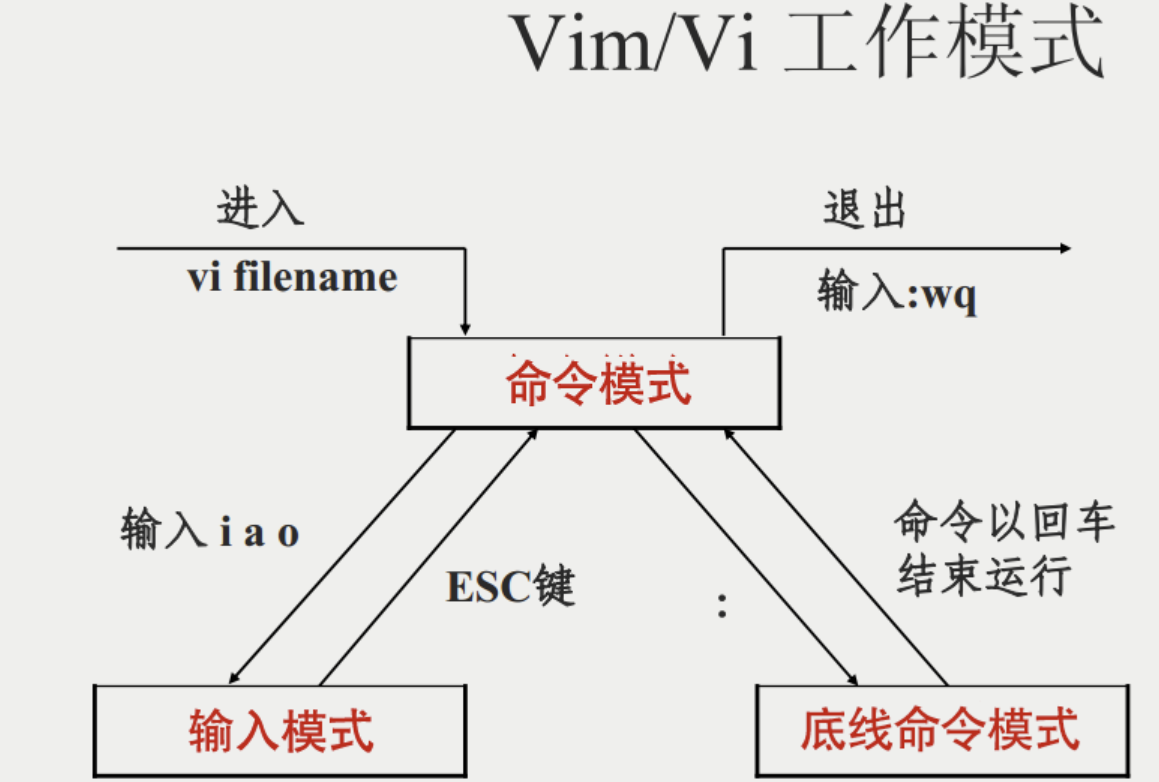 Vim/Vi 工作模式
进入
vi filename
退出
输入:wq
命令模式
输入 i a o
ESC键
:
命令以回车
结束运行
输入模式
底线命令模式